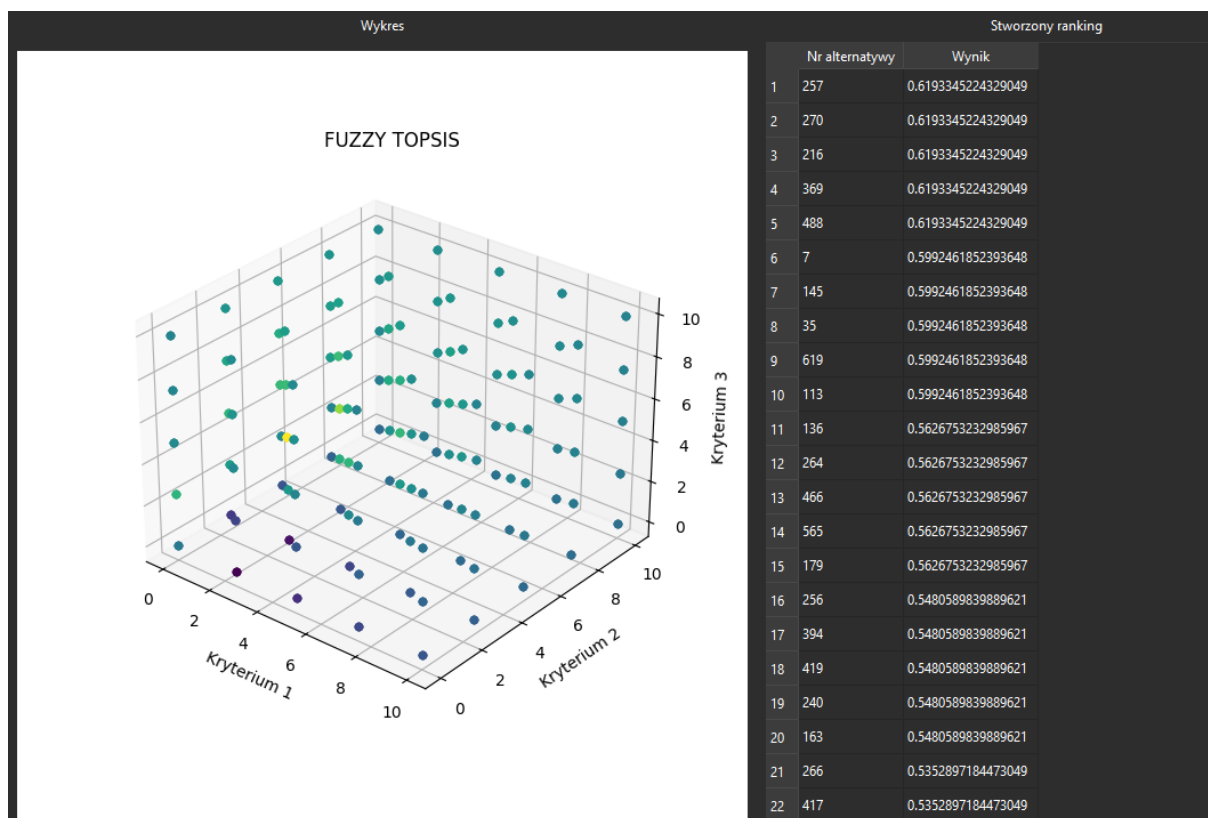 Wykres
Stworzony ranking
FUZZY TOPSIS
0
2
4
6
8
10
Kryterium 1
0
2
4
6
8
10
Kryterium 2
0
2
4
6
8
10
Kryterium 3
Nr alternatywy Wynik
1 257 0.6193345224329049
2 270 0.6193345224329049
3 216 0.6193345224329049
4 369 0.6193345224329049
5 488 0.6193345224329049
6 7 0.5992461852393648
7 145 0.5992461852393648
8 35 0.5992461852393648
9 619 0.5992461852393648
10 113 0.5992461852393648
11 136 0.5626753232985967
12 264 0.5626753232985967
13 466 0.5626753232985967
14 565 0.5626753232985967
15 179 0.5626753232985967
16 256 0.5480589839889621
17 394 0.5480589839889621
18 419 0.5480589839889621
19 240 0.5480589839889621
20 163 0.5480589839889621
21 266 0.5352897184473049
22 417 0.5352897184473049